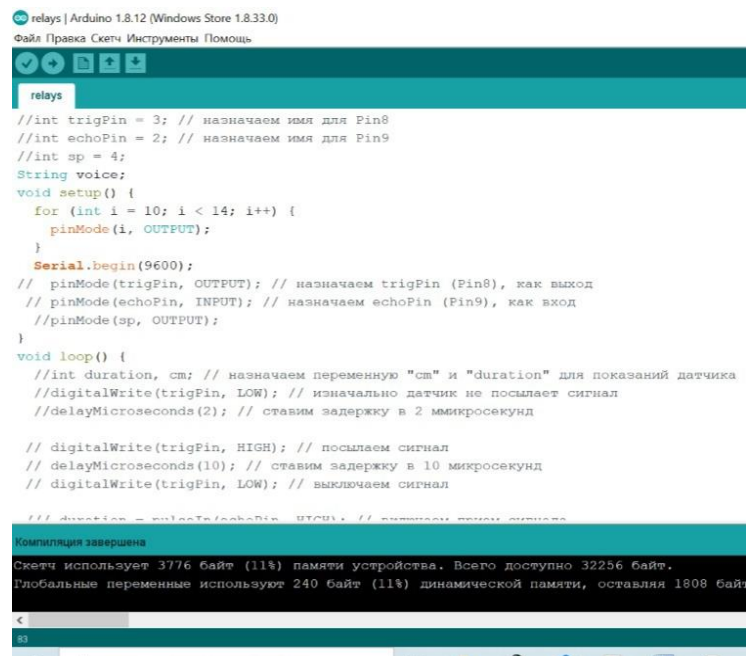 relays | Arduino 1.8.12 (Windows Store 1.8.33.0)
Файл Правка Скетч Инструменты Помощь
relays
//int trigPin = 3; // назначаем имя для Pin8
//int echoPin = 2; // назначаем имя для Pin9
//int sp = 4;
String voice;
void setup() {
for (int i = 10; i < 14; i++) {
pinMode(i, OUTPUT);
}
Serial.begin(9600);
// pinMode(trigPin, OUTPUT); // назначаем trigPin (Pin8), как выход
// pinMode(echoPin, INPUT); // назначаем echoPin (Pin9), как вход
//pinMode(sp, OUTPUT);
}
void loop() {
//int duration, cm; // назначаем переменную "cm" и "duration" для показаний датчика
//digitalWrite(trigPin, LOW); // изначально датчик не посылает сигнал
//delayMicroseconds(2); // ставим задержку в 2 ммикросекунд
// digitalWrite(trigPin, HIGH); // посылаем сигнал
// delayMicroseconds(10); // ставим задержку в 10 микросекунд
// digitalWrite(trigPin, LOW); // выключаем сигнал
/// duration = pulseIn(echoPin, HIGH); // включаем прием сигнала
Компиляция завершена
Скетч использует 3776 байт (11%) памяти устройства. Всего доступно 32256 байт.
Глобальные переменные используют 240 байт (11%) динамической памяти, оставляя 1808 байт
83